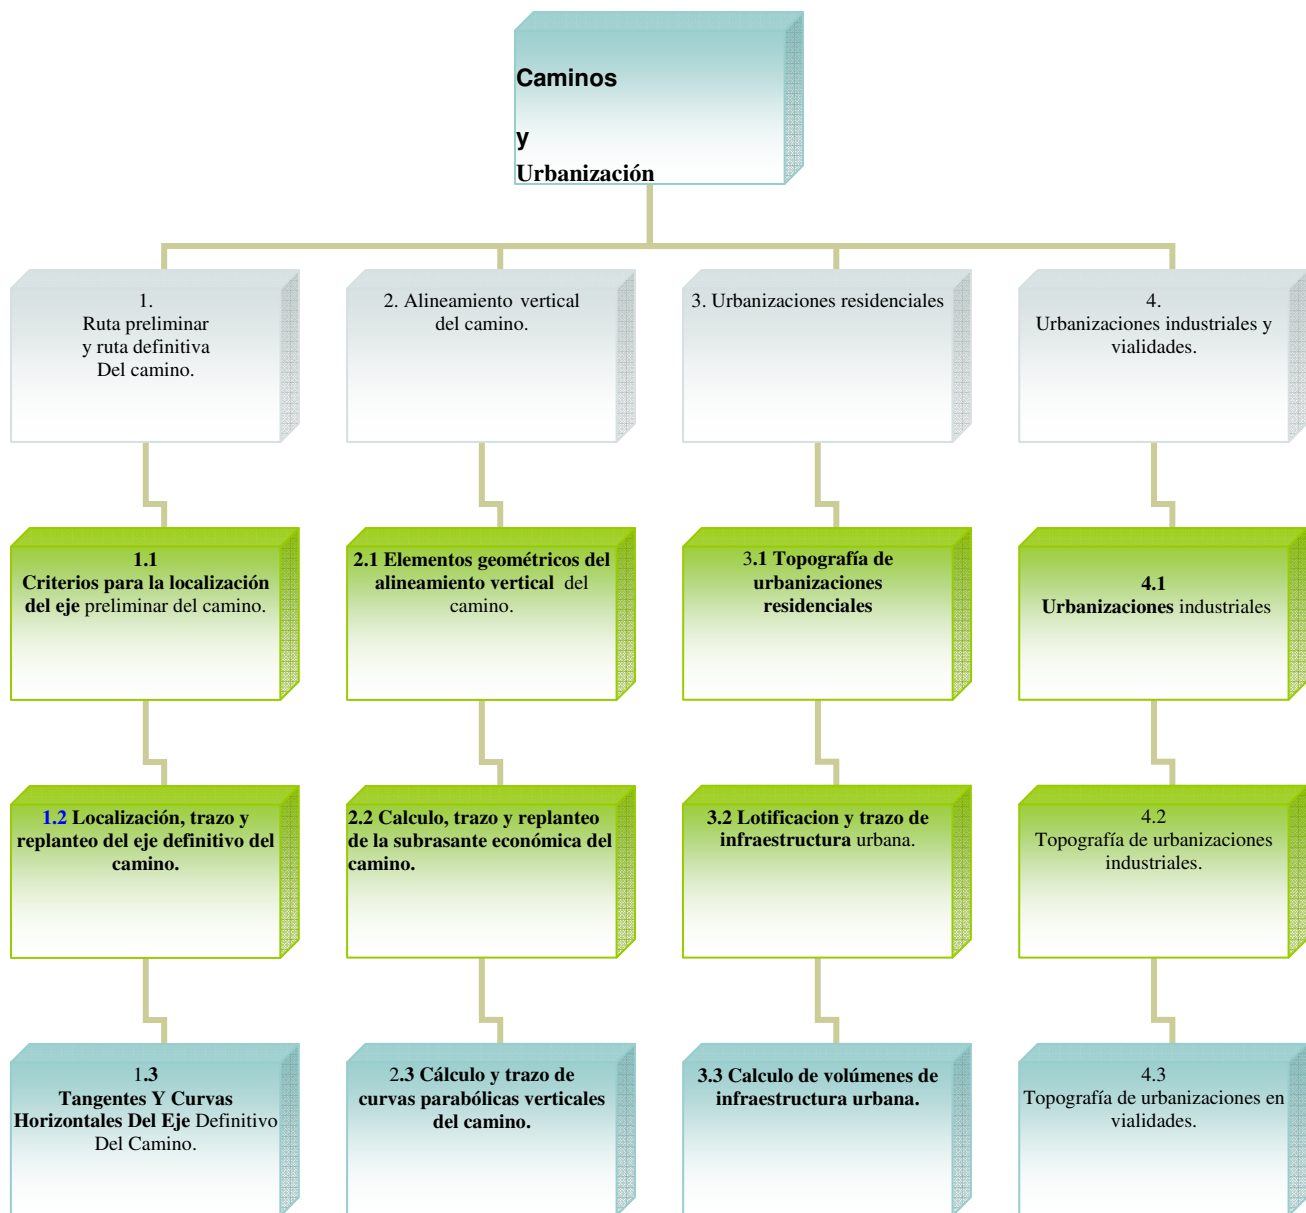 Caminos
y
Urbanización
1.
Ruta preliminar
y ruta definitiva
Del camino.
2. Alineamiento vertical
del camino.
3. Urbanizaciones residenciales
4.
Urbanizaciones industriales y
vialidades.
1.1
Criterios para la localización
del eje preliminar del camino.
2.1 Elementos geométricos del
alineamiento vertical del
camino.
3.1 Topografía de
urbanizaciones
residenciales
4.1
Urbanizaciones industriales
1.2 Localización, trazo y
replanteo del eje definitivo del
camino.
2.2 Calculo, trazo y replanteo
de la subrasante económica del
camino.
3.2 Lotificacion y trazo de
infraestructura urbana.
4.2
Topografía de urbanizaciones
industriales.
1.3
Tangentes Y Curvas
Horizontales Del Eje Definitivo
Del Camino.
2.3 Cálculo y trazo de
curvas parabólicas verticales
del camino.
3.3 Calculo de volúmenes de
infraestructura urbana.
4.3
Topografía de urbanizaciones en
vialidades.